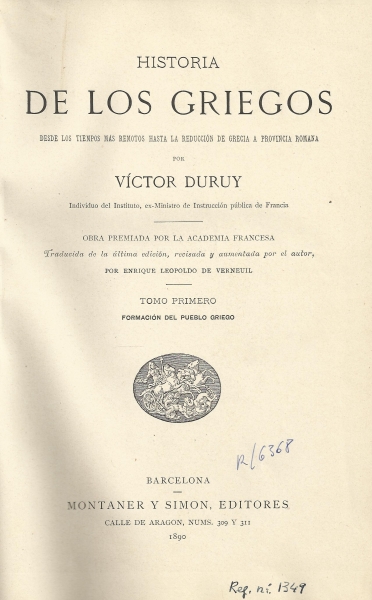 HISTORIA
DE LOS GRIEGOS
DESDE LOS TIEMPOS MÁS REMOTOS HASTA LA REDUCCIÓN DE GRECIA A PROVINCIA ROMANA
POR
VÍCTOR DURUY
Individuo del Instituto, ex-Ministro de Instrucción pública de Francia
OBRA PREMIADA POR LA ACADEMIA FRANCESA
Traducida de la última edición, revisada y aumentada por el autor,
POR ENRIQUE LEOPOLDO DE VERNEUIL
TOMO PRIMERO
FORMACIÓN DEL PUEBLO GRIEGO
R/6368
BARCELONA
MONTANER Y SIMON, EDITORES
CALLE DE ARAGON, NUMS. 309 Y 311
1890
Reg. nº 1349